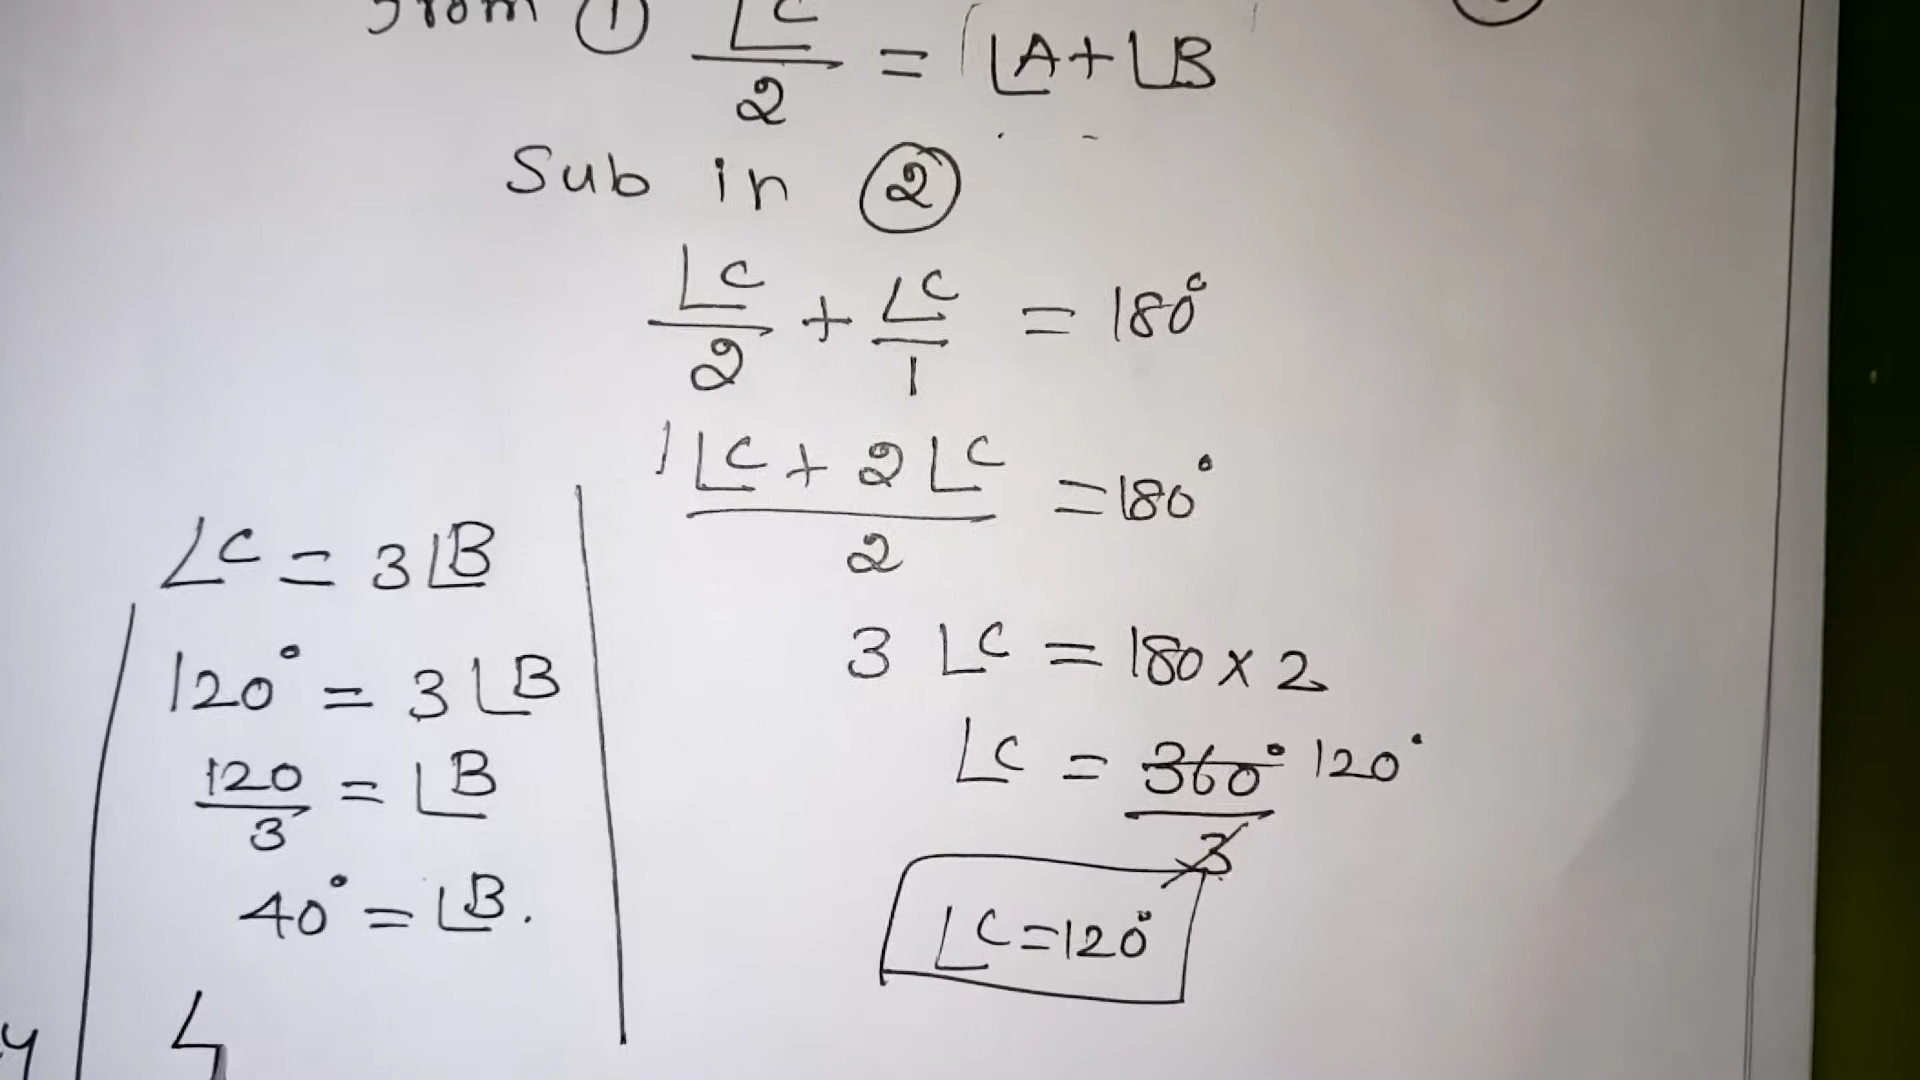 From ① ∠C/2 = ∠A+∠B
Sub in ②
∠C/2 + ∠C/1 = 180°
1∠C + 2∠C/2 = 180°
3 ∠C = 180 × 2
∠C = 360°/3 120°
∠C = 120°
∠C = 3∠B
120° = 3∠B
120/3 = ∠B
40° = ∠B.